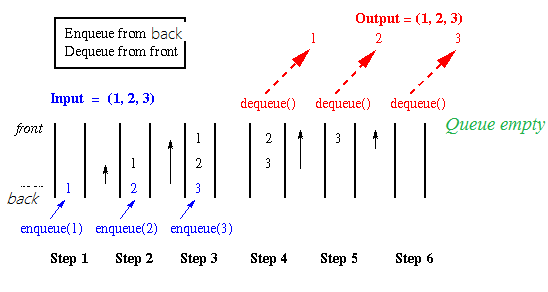 Enqueue from back
Dequeue from front
Output = (1, 2, 3)
1 2 3
Input = (1, 2, 3)
dequeue() dequeue() dequeue()
front
Queue empty
1 2 3
1 2 3
back
1 2 3
enqueue(1) enqueue(2) enqueue(3)
Step 1 Step 2 Step 3 Step 4 Step 5 Step 6